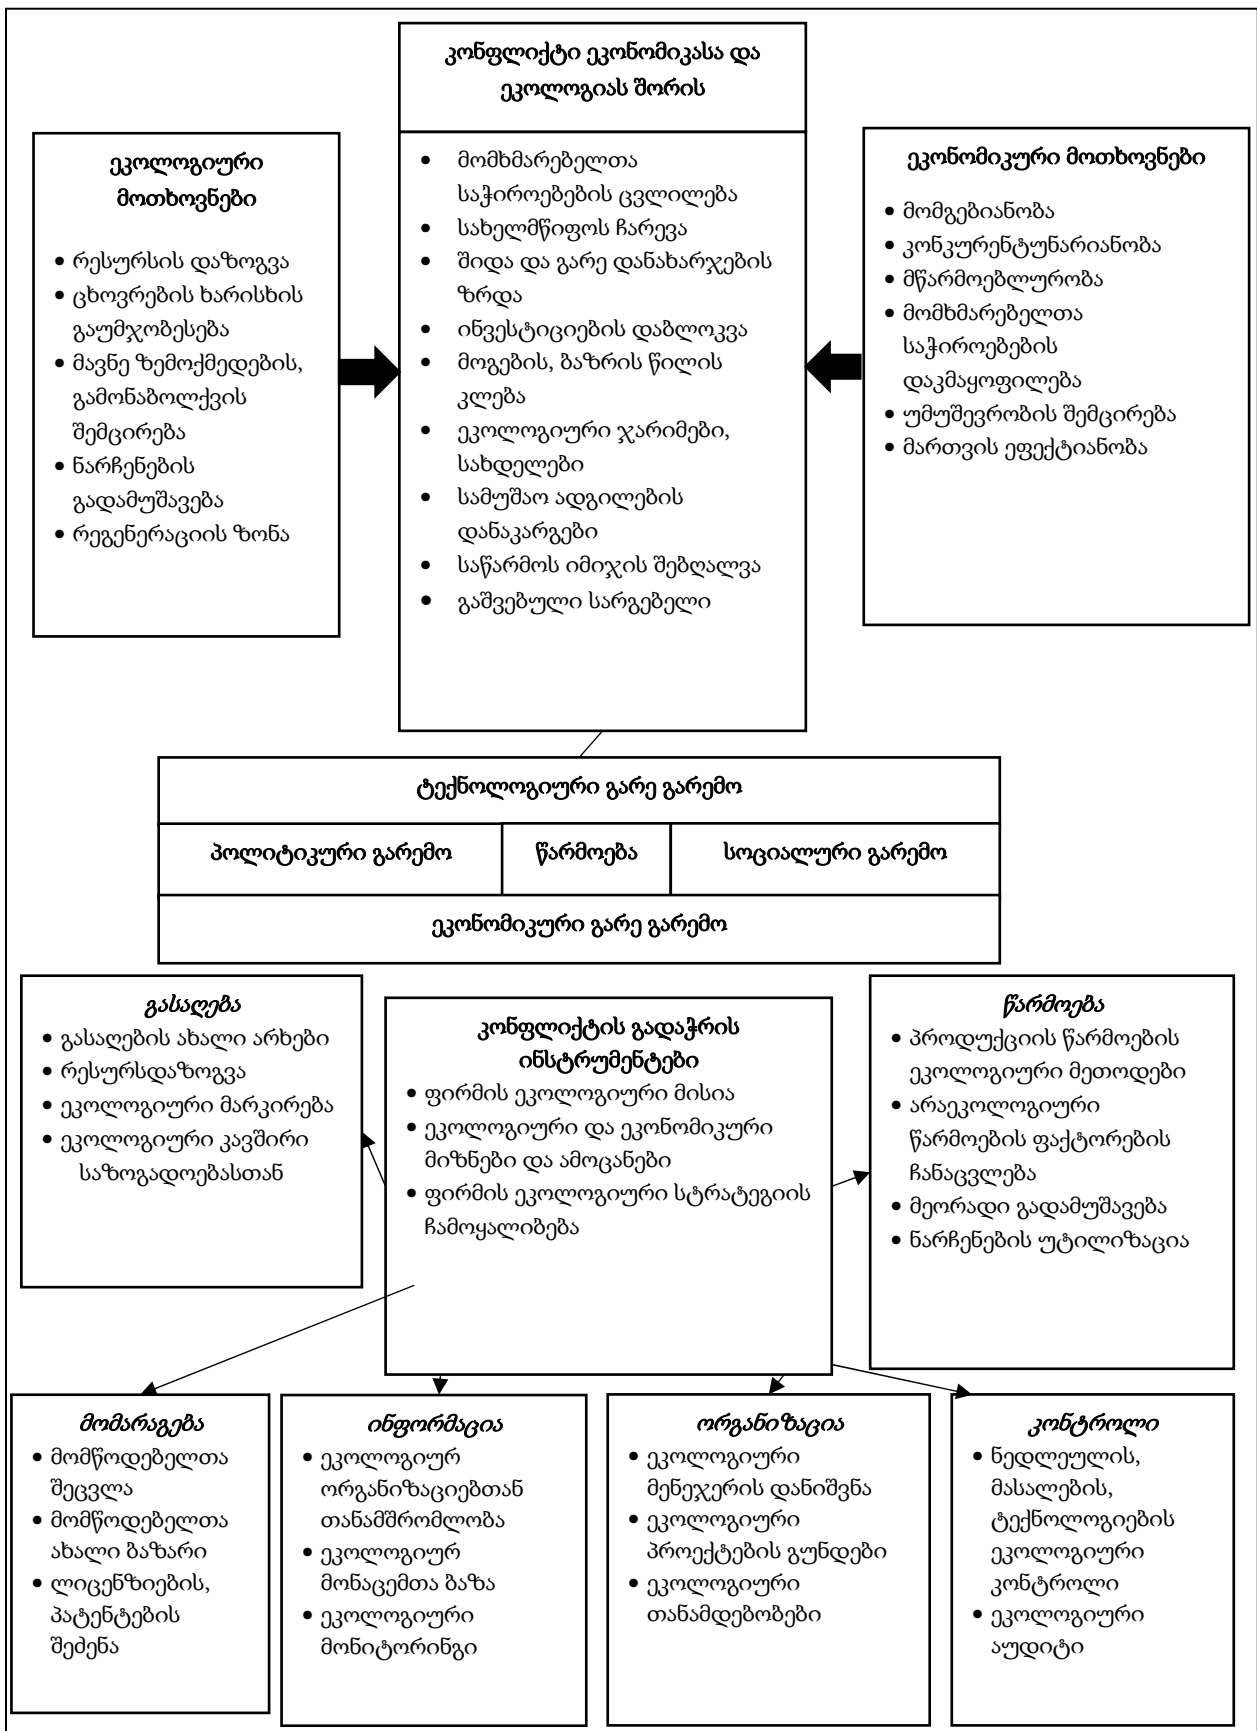 კონფლიქტი ეკონომიკასა და
ეკოლოგიას შორის
• მომხმარებელთა
საჭიროებების ცვლილება
• სახელმწიფოს ჩარევა
• შიდა და გარე დანახარჯების
ზრდა
• ინვესტიციების დაბლოკვა
• მოგების, ბაზრის წილის
კლება
• ეკოლოგიური ჯარიმები,
სახდელები
• სამუშაო ადგილების
დანაკარგები
• საწარმოს იმიჯის შებღალვა
• გაშვებული სარგებელი
ეკოლოგიური
მოთხოვნები
• რესურსის დაზოგვა
• ცხოვრების ხარისხის
გაუმჯობესება
• მავნე ზემოქმედების,
გამონაბოლქვის
შემცირება
• ნარჩენების
გადამუშავება
• რეგენერაციის ზონა
ეკონომიკური მოთხოვნები
• მომგებიანობა
• კონკურენტუნარიანობა
• მწარმოებლურობა
• მომხმარებელთა
საჭიროებების
დაკმაყოფილება
• უმუშევრობის შემცირება
• მართვის ეფექტიანობა
ტექნოლოგიური გარე გარემო
პოლიტიკური გარემო
წარმოება
სოციალური გარემო
ეკონომიკური გარე გარემო
გასაღება
• გასაღების ახალი არხები
• რესურსდაზოგვა
• ეკოლოგიური მარკირება
• ეკოლოგიური კავშირი
საზოგადოებასთან
კონფლიქტის გადაჭრის
ინსტრუმენტები
• ფირმის ეკოლოგიური მისია
• ეკოლოგიური და ეკონომიკური
მიზნები და ამოცანები
• ფირმის ეკოლოგიური სტრატეგიის
ჩამოყალიბება
წარმოება
• პროდუქციის წარმოების
ეკოლოგიური მეთოდები
• არაეკოლოგიური
წარმოების ფაქტორების
ჩანაცვლება
• მეორადი გადამუშავება
• ნარჩენების უტილიზაცია
მომარაგება
• მომწოდებელთა
შეცვლა
• მომწოდებელთა
ახალი ბაზარი
• ლიცენზიების,
პატენტების
შეძენა
ინფორმაცია
• ეკოლოგიურ
ორგანიზაციებთან
თანამშრომლობა
• ეკოლოგიურ
მონაცემთა ბაზა
• ეკოლოგიური
მონიტორინგი
ორგანიზაცია
• ეკოლოგიური
მენეჯერის დანიშვნა
• ეკოლოგიური
პროექტების გუნდები
• ეკოლოგიური
თანამდებობები
კონტროლი
• ნედლეულის,
მასალების,
ტექნოლოგიების
ეკოლოგიური
კონტროლი
• ეკოლოგიური
აუდიტი